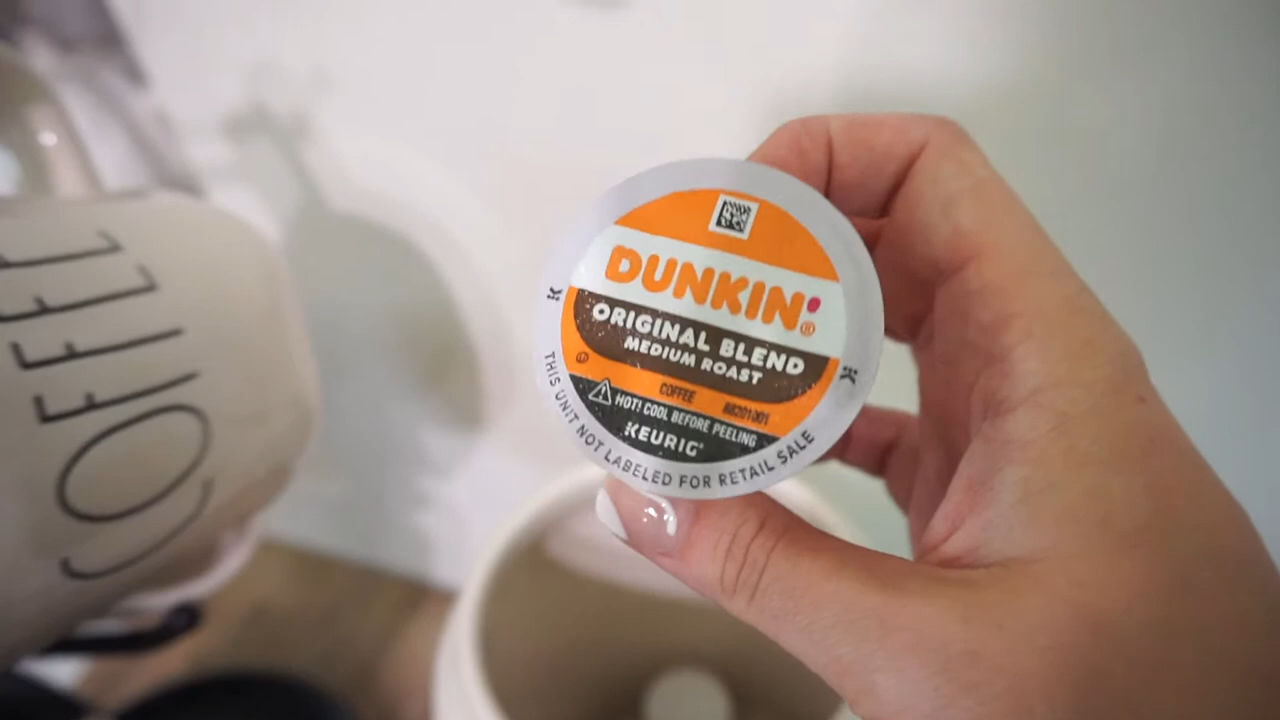 COFFEE
DUNKIN'®
ORIGINAL BLEND
MEDIUM ROAST
COFFEE 88201001
HOT! COOL BEFORE PEELING
KEURIG®
THIS UNIT NOT LABELED FOR RETAIL SALE
K
K